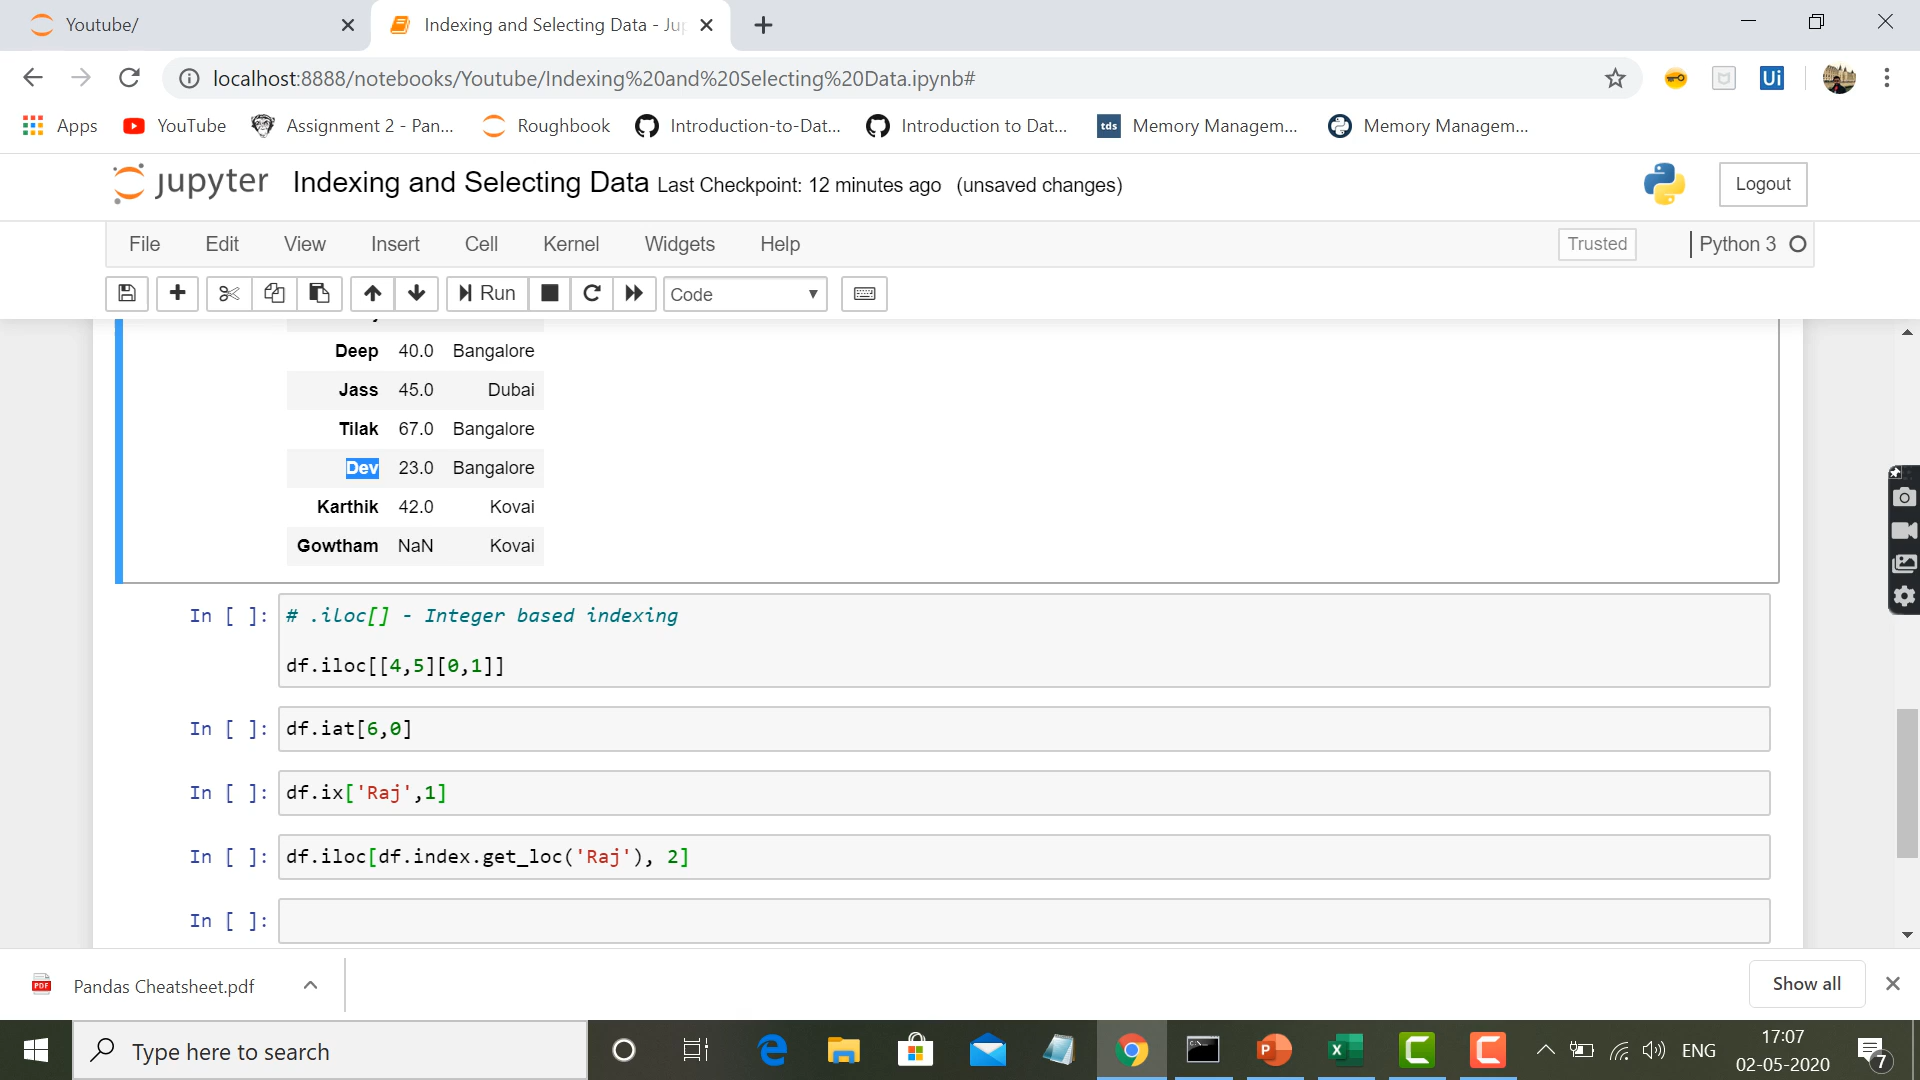 Youtube/
Indexing and Selecting Data - Jup
localhost:8888/notebooks/Youtube/Indexing%20and%20Selecting%20Data.ipynb#
Ui
Apps
YouTube
Assignment 2 - Pan...
Roughbook
Introduction-to-Dat...
Introduction to Dat...
tds
Memory Managem...
Memory Managem...
jupyter
Indexing and Selecting Data
Last Checkpoint: 12 minutes ago
(unsaved changes)
Logout
File
Edit
View
Insert
Cell
Kernel
Widgets
Help
Trusted
Python 3
Run
Code
Deep 40.0 Bangalore
Jass 45.0 Dubai
Tilak 67.0 Bangalore
Dev 23.0 Bangalore
Karthik 42.0 Kovai
Gowtham NaN Kovai
In [ ]: # .iloc[] - Integer based indexing
df.iloc[[4,5][0,1]]
In [ ]: df.iat[6,0]
In [ ]: df.ix['Raj',1]
In [ ]: df.iloc[df.index.get_loc('Raj'), 2]
In [ ]:
PDF
Pandas Cheatsheet.pdf
Show all
Type here to search
ENG
17:07
02-05-2020
7